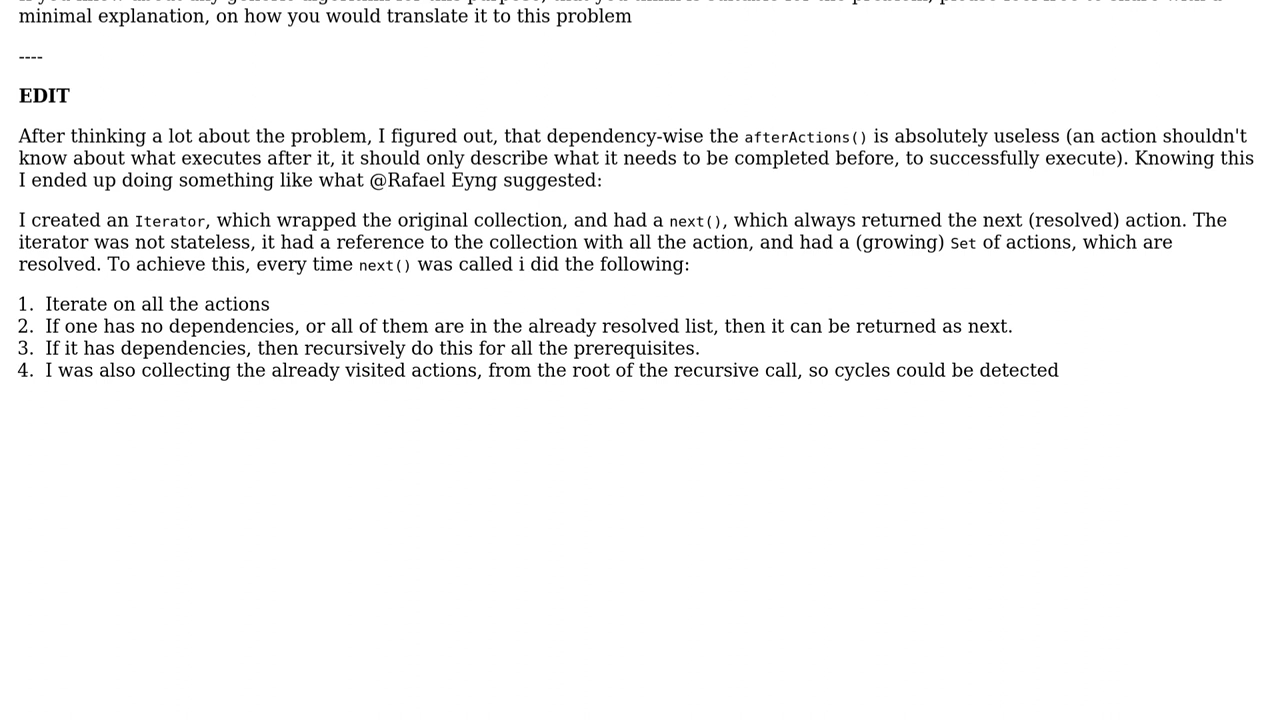 minimal explanation, on how you would translate it to this problem
----
EDIT
After thinking a lot about the problem, I figured out, that dependency-wise the afterActions() is absolutely useless (an action shouldn't
know about what executes after it, it should only describe what it needs to be completed before, to successfully execute). Knowing this
I ended up doing something like what @Rafael Eyng suggested:
I created an Iterator, which wrapped the original collection, and had a next(), which always returned the next (resolved) action. The
iterator was not stateless, it had a reference to the collection with all the action, and had a (growing) Set of actions, which are
resolved. To achieve this, every time next() was called i did the following:
1. Iterate on all the actions
2. If one has no dependencies, or all of them are in the already resolved list, then it can be returned as next.
3. If it has dependencies, then recursively do this for all the prerequisites.
4. I was also collecting the already visited actions, from the root of the recursive call, so cycles could be detected